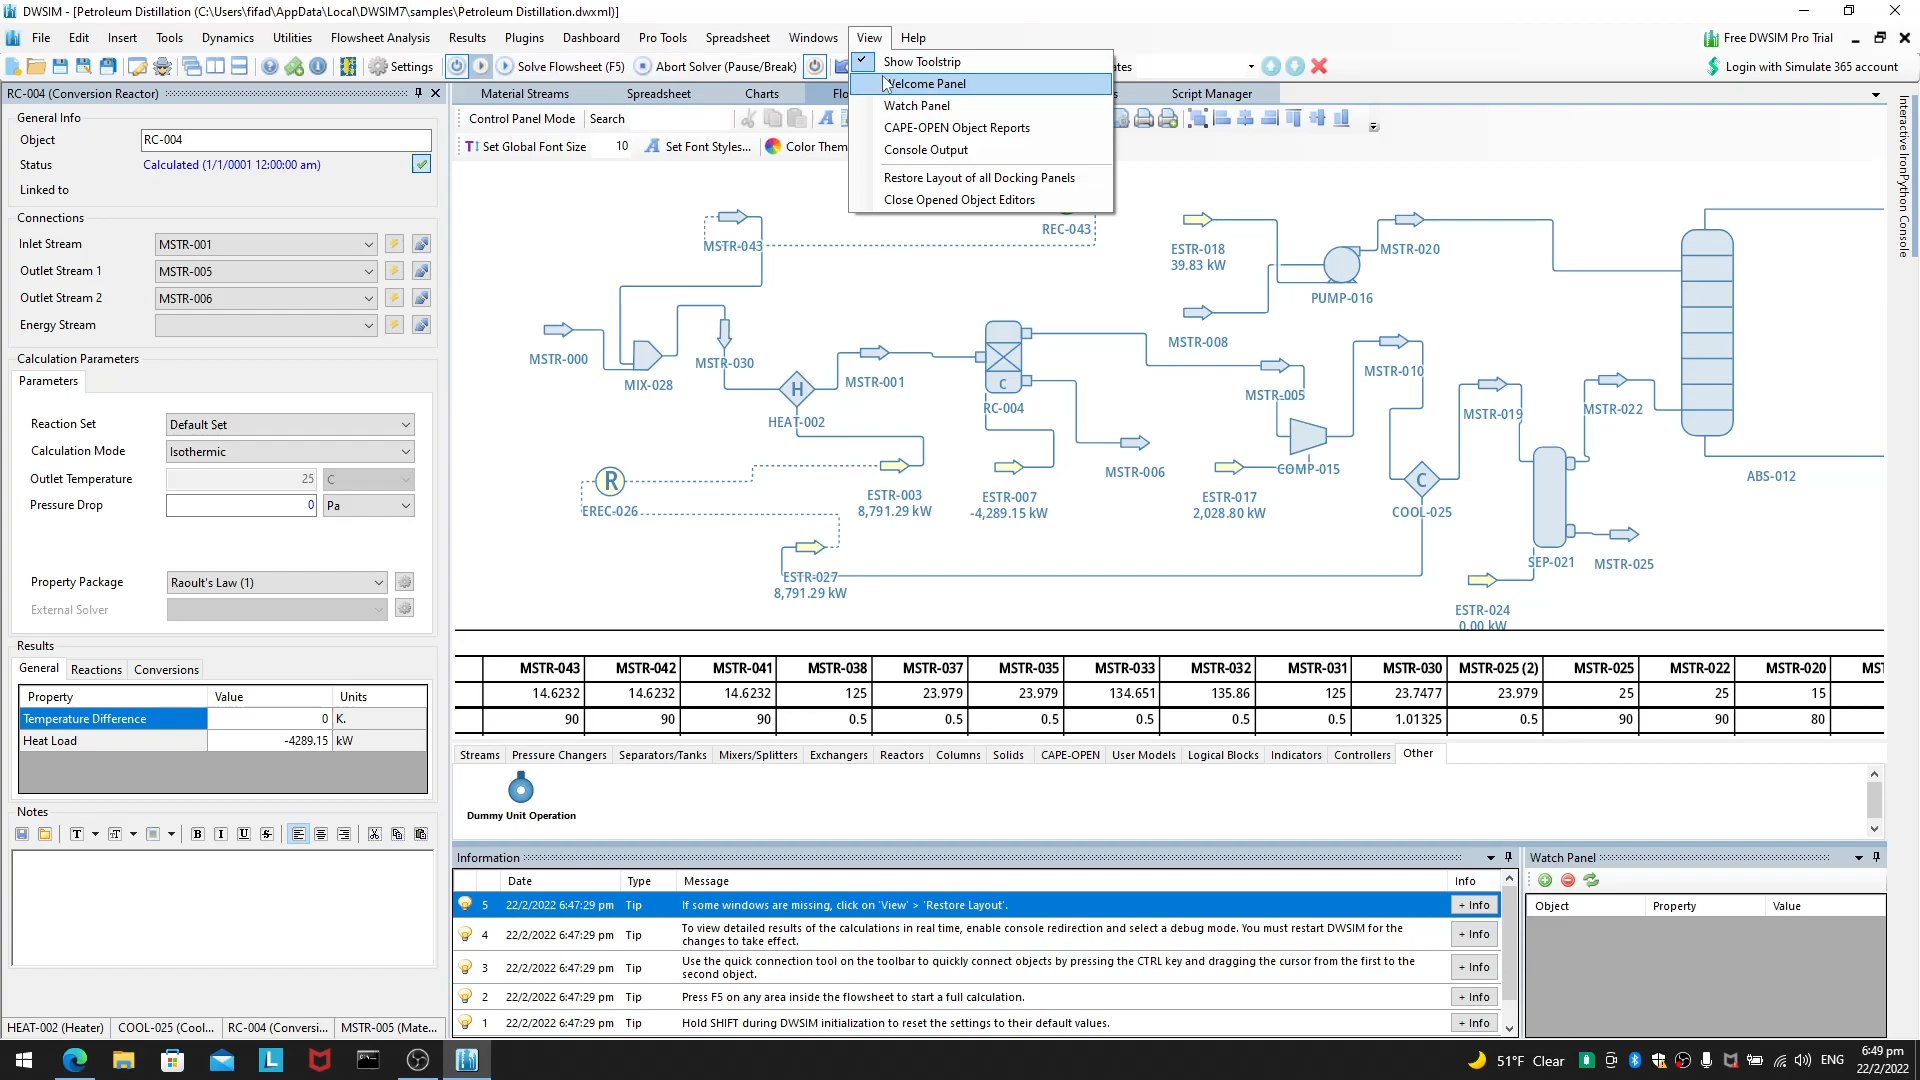 DWSIM - [Petroleum Distillation (C:\Users\fifad\AppData\Local\DWSIM7\samples\Petroleum Distillation.dwxml)]
File Edit Insert Tools Dynamics Utilities Flowsheet Analysis Results Plugins Dashboard Pro Tools Spreadsheet Windows View Help Free DWSIM Pro Trial
Settings Solve Flowsheet (F5) Abort Solver (Pause/Break) Login with Simulate 365 account
Show Toolstrip
Welcome Panel
Watch Panel
CAPE-OPEN Object Reports
Console Output
Restore Layout of all Docking Panels
Close Opened Object Editors
RC-004 (Conversion Reactor)
General Info
Object RC-004
Status Calculated (1/1/0001 12:00:00 am)
Linked to
Connections
Inlet Stream MSTR-001
Outlet Stream 1 MSTR-005
Outlet Stream 2 MSTR-006
Energy Stream
Calculation Parameters
Parameters
Reaction Set Default Set
Calculation Mode Isothermic
Outlet Temperature 25 C
Pressure Drop 0 Pa
Property Package Raoult's Law (1)
External Solver
Results
General Reactions Conversions
Property Value Units
Temperature Difference 0 K.
Heat Load -4289.15 kW
Notes
HEAT-002 (Heater) COOL-025 (Cool... RC-004 (Conversi... MSTR-005 (Mate...
Material Streams Spreadsheet Charts Script Manager
Control Panel Mode Search
Set Global Font Size 10 Set Font Styles... Color Them
MSTR-043
REC-043
ESTR-018
39.83 kW
MSTR-020
PUMP-016
MSTR-008
MSTR-000
MIX-028
MSTR-030
HEAT-002
H
MSTR-001
RC-004
C
MSTR-005
MSTR-010
MSTR-019
MSTR-022
COMP-015
MSTR-006
R
EREC-026
ESTR-003
8,791.29 kW
ESTR-007
-4,289.15 kW
ESTR-017
2,028.80 kW
C
COOL-025
ABS-012
SEP-021
MSTR-025
ESTR-027
8,791.29 kW
ESTR-024
0.00 kW
MSTR-043 MSTR-042 MSTR-041 MSTR-038 MSTR-037 MSTR-035 MSTR-033 MSTR-032 MSTR-031 MSTR-030 MSTR-025 (2) MSTR-025 MSTR-022 MSTR-020
14.6232 14.6232 14.6232 125 23.979 23.979 134.651 135.86 125 23.7477 23.979 25 25 15
90 90 90 0.5 0.5 0.5 0.5 0.5 0.5 1.01325 0.5 90 90 80
Streams Pressure Changers Separators/Tanks Mixers/Splitters Exchangers Reactors Columns Solids CAPE-OPEN User Models Logical Blocks Indicators Controllers Other
Dummy Unit Operation
Information
Date Type Message Info
5 22/2/2022 6:47:29 pm Tip If some windows are missing, click on 'View' > 'Restore Layout'. + Info
4 22/2/2022 6:47:29 pm Tip To view detailed results of the calculations in real time, enable console redirection and select a debug mode. You must restart DWSIM for the
changes to take effect. + Info
3 22/2/2022 6:47:29 pm Tip Use the quick connection tool on the toolbar to quickly connect objects by pressing the CTRL key and dragging the cursor from the first to the
second object. + Info
2 22/2/2022 6:47:29 pm Tip Press F5 on any area inside the flowsheet to start a full calculation. + Info
1 22/2/2022 6:47:29 pm Tip Hold SHIFT during DWSIM initialization to reset the settings to their default values. + Info
Watch Panel
Object Property Value
Interactive IronPython Console
51°F Clear ENG
6:49 pm
22/2/2022